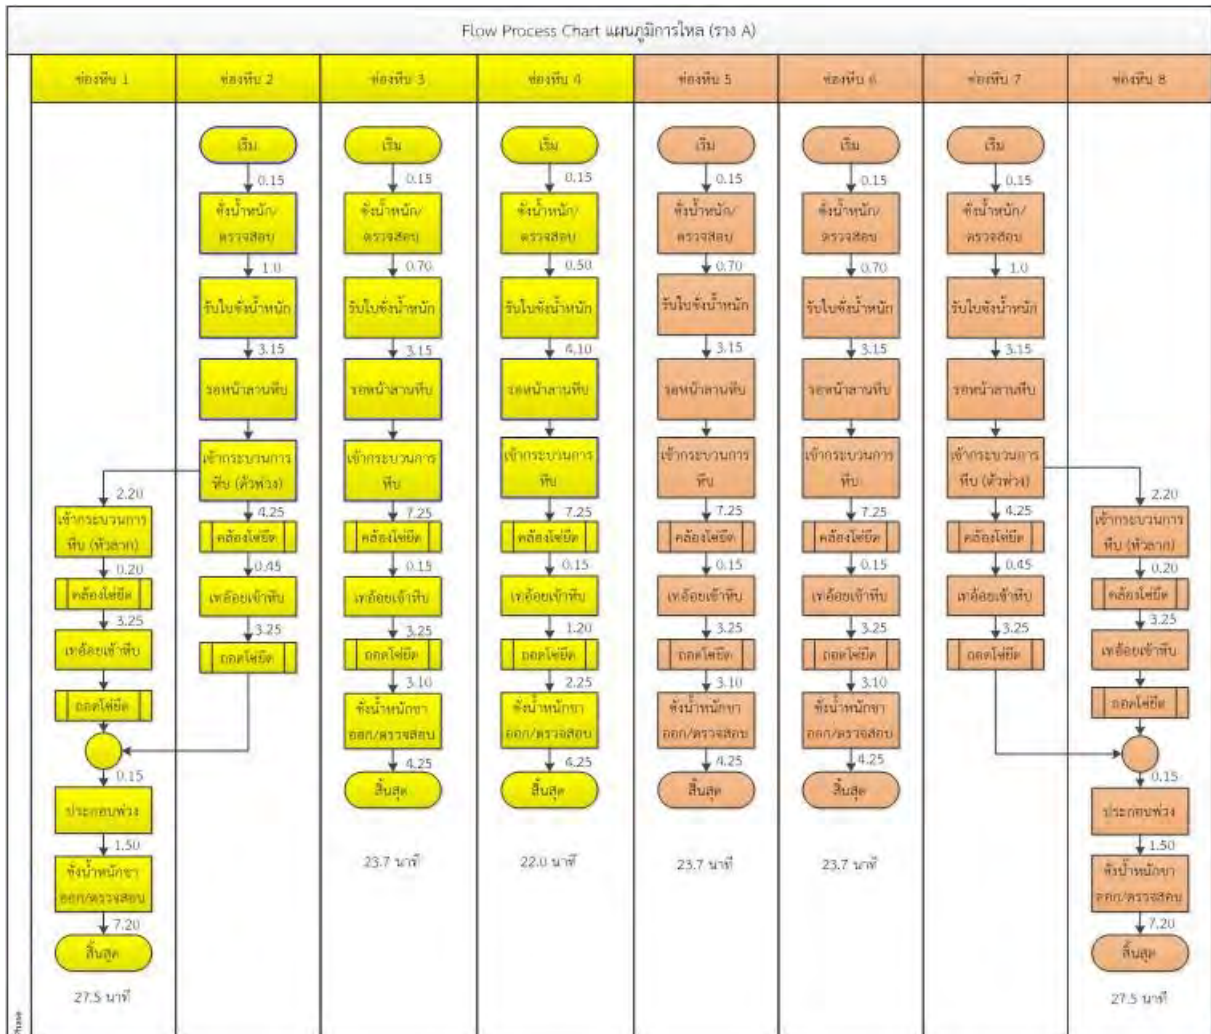 Flow Process Chart แผนภูมิการไหล (ราง A)
ช่องหีบ 1
ช่องหีบ 2
ช่องหีบ 3
ช่องหีบ 4
ช่องหีบ 5
ช่องหีบ 6
ช่องหีบ 7
ช่องหีบ 8
เข้ากระบวนการ
หีบ (หัวลาก)
2.20
คล้องโซ่ยึด
0.20
เทอ้อยเข้าหีบ
3.25
ถอดโซ่ยึด
0.15
ประกอบพ่วง
1.50
ชั่งน้ำหนักขา
ออก/ตรวจสอบ
7.20
สิ้นสุด
27.5 นาที
เริ่ม
0.15
ชั่งน้ำหนัก/
ตรวจสอบ
1.0
รับใบชั่งน้ำหนัก
3.15
รอหน้าลานหีบ
เข้ากระบวนการ
หีบ (ตัวพ่วง)
4.25
คล้องโซ่ยึด
0.45
เทอ้อยเข้าหีบ
3.25
ถอดโซ่ยึด
เริ่ม
0.15
ชั่งน้ำหนัก/
ตรวจสอบ
0.70
รับใบชั่งน้ำหนัก
3.15
รอหน้าลานหีบ
เข้ากระบวนการ
หีบ
7.25
คล้องโซ่ยึด
0.15
เทอ้อยเข้าหีบ
3.25
ถอดโซ่ยึด
3.10
ชั่งน้ำหนักขา
ออก/ตรวจสอบ
4.25
สิ้นสุด
23.7 นาที
เริ่ม
0.15
ชั่งน้ำหนัก/
ตรวจสอบ
0.50
รับใบชั่งน้ำหนัก
4.10
รอหน้าลานหีบ
เข้ากระบวนการ
หีบ
7.25
คล้องโซ่ยึด
0.15
เทอ้อยเข้าหีบ
1.20
ถอดโซ่ยึด
2.25
ชั่งน้ำหนักขา
ออก/ตรวจสอบ
4.25
สิ้นสุด
22.0 นาที
เริ่ม
0.15
ชั่งน้ำหนัก/
ตรวจสอบ
0.70
รับใบชั่งน้ำหนัก
3.15
รอหน้าลานหีบ
เข้ากระบวนการ
หีบ
7.25
คล้องโซ่ยึด
0.15
เทอ้อยเข้าหีบ
3.25
ถอดโซ่ยึด
3.10
ชั่งน้ำหนักขา
ออก/ตรวจสอบ
4.25
สิ้นสุด
23.7 นาที
เริ่ม
0.15
ชั่งน้ำหนัก/
ตรวจสอบ
0.70
รับใบชั่งน้ำหนัก
3.15
รอหน้าลานหีบ
เข้ากระบวนการ
หีบ
7.25
คล้องโซ่ยึด
0.15
เทอ้อยเข้าหีบ
3.25
ถอดโซ่ยึด
3.10
ชั่งน้ำหนักขา
ออก/ตรวจสอบ
4.25
สิ้นสุด
23.7 นาที
เริ่ม
0.15
ชั่งน้ำหนัก/
ตรวจสอบ
1.0
รับใบชั่งน้ำหนัก
3.15
รอหน้าลานหีบ
เข้ากระบวนการ
หีบ (ตัวพ่วง)
4.25
คล้องโซ่ยึด
0.45
เทอ้อยเข้าหีบ
3.25
ถอดโซ่ยึด
2.20
เข้ากระบวนการ
หีบ (หัวลาก)
0.20
คล้องโซ่ยึด
3.25
เทอ้อยเข้าหีบ
ถอดโซ่ยึด
0.15
ประกอบพ่วง
1.50
ชั่งน้ำหนักขา
ออก/ตรวจสอบ
7.20
สิ้นสุด
27.5 นาที
Phase